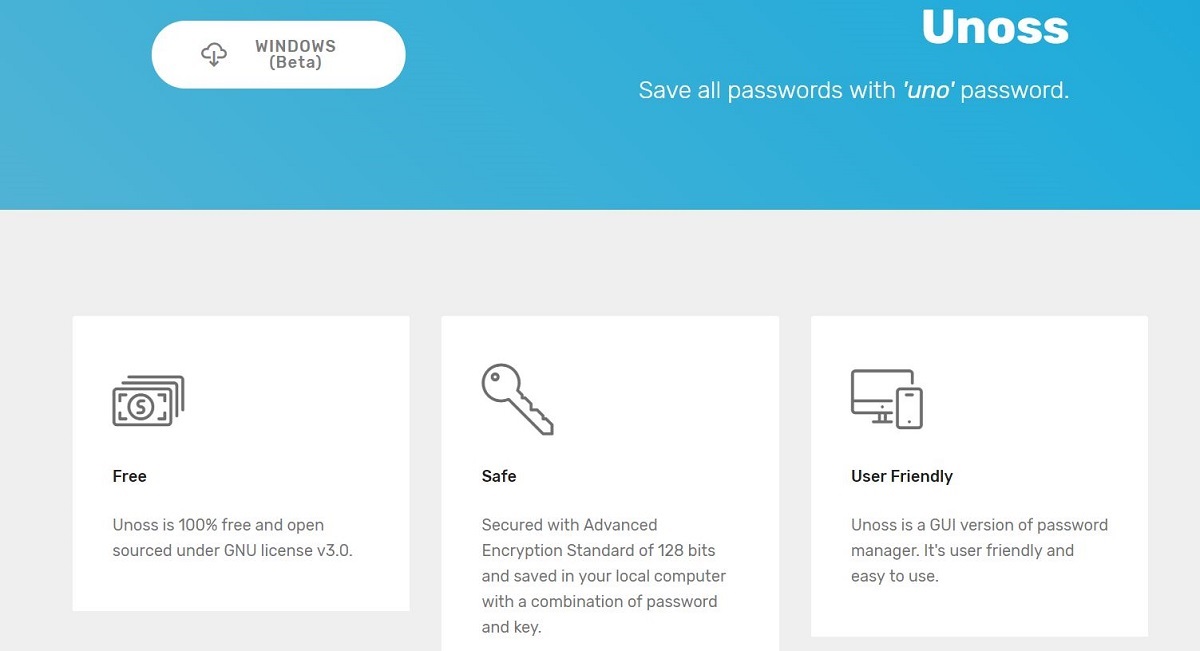 WINDOWS
(Beta)
Unoss
Save all passwords with 'uno' password.
Free
Unoss is 100% free and open
sourced under GNU license v3.0.
Safe
Secured with Advanced
Encryption Standard of 128 bits
and saved in your local computer
with a combination of password
and key.
User Friendly
Unoss is a GUI version of password
manager. It's user friendly and
easy to use.